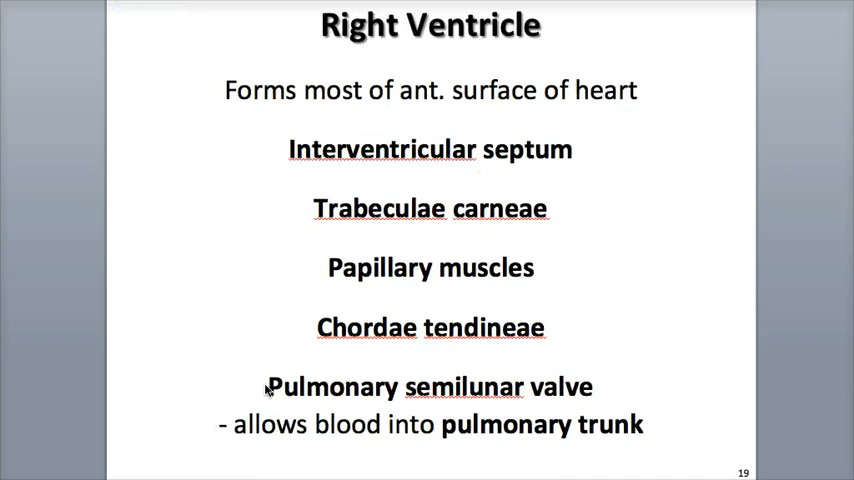 Right Ventricle
Forms most of ant. surface of heart
Interventricular septum
Trabeculae carneae
Papillary muscles
Chordae tendineae
Pulmonary semilunar valve
- allows blood into pulmonary trunk
19